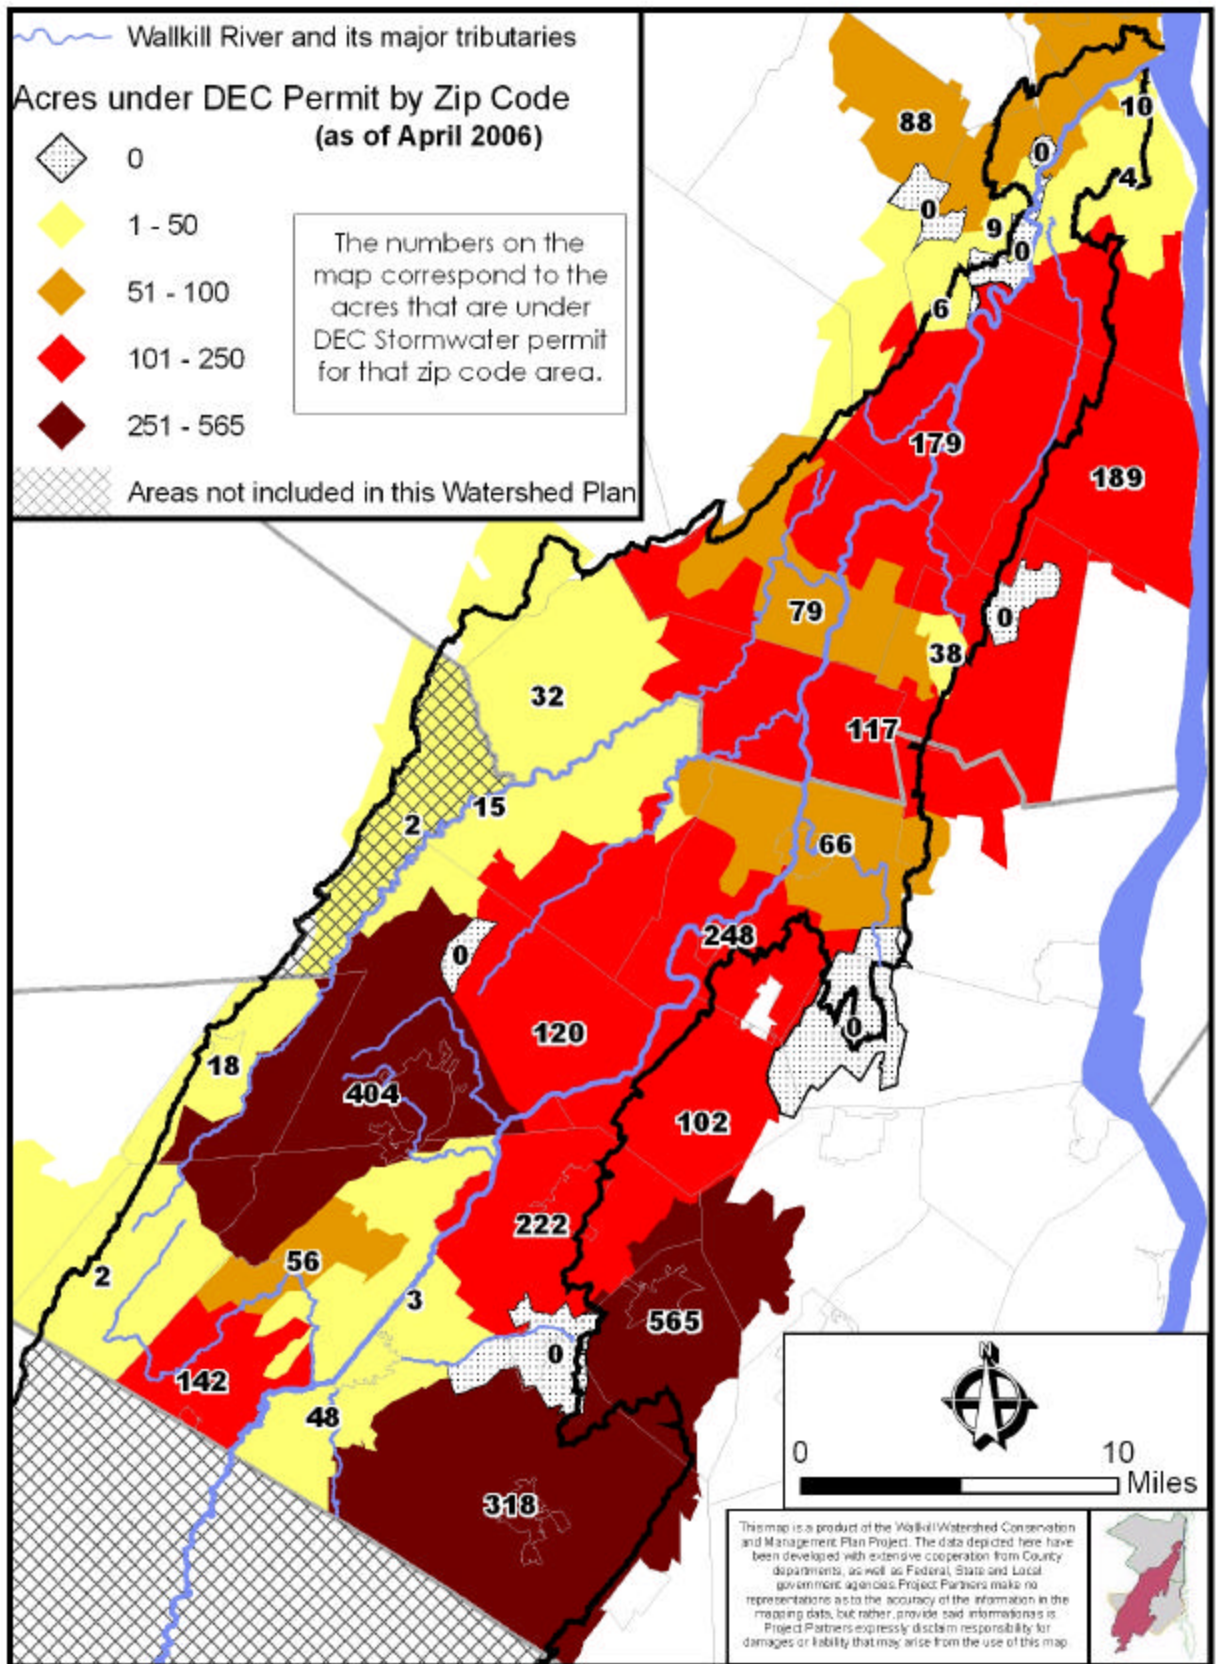 Wallkill River and its major tributaries
Acres under DEC Permit by Zip Code
(as of April 2006)
0
1 - 50
51 - 100
101 - 250
251 - 565
Areas not included in this Watershed Plan
The numbers on the
map correspond to the
acres that are under
DEC Stormwater permit
for that zip code area.
10
88
0
4
0
9
0
6
179
189
79
0
38
32
117
15
2
66
248
0
120
0
18
404
102
222
56
2
3
565
0
142
48
318
N
0 10
Miles
This map is a product of the Wallkill Watershed Conservation
and Management Plan Project. The data depicted here have
been developed with extensive cooperation from County
departments, as well as Federal, State and Local
government agencies. Project Partners make no
representations as to the accuracy of the information in the
mapping data, but rather, provide said information as is.
Project Partners expressly disclaim responsibility for
damages or liability that may arise from the use of this map